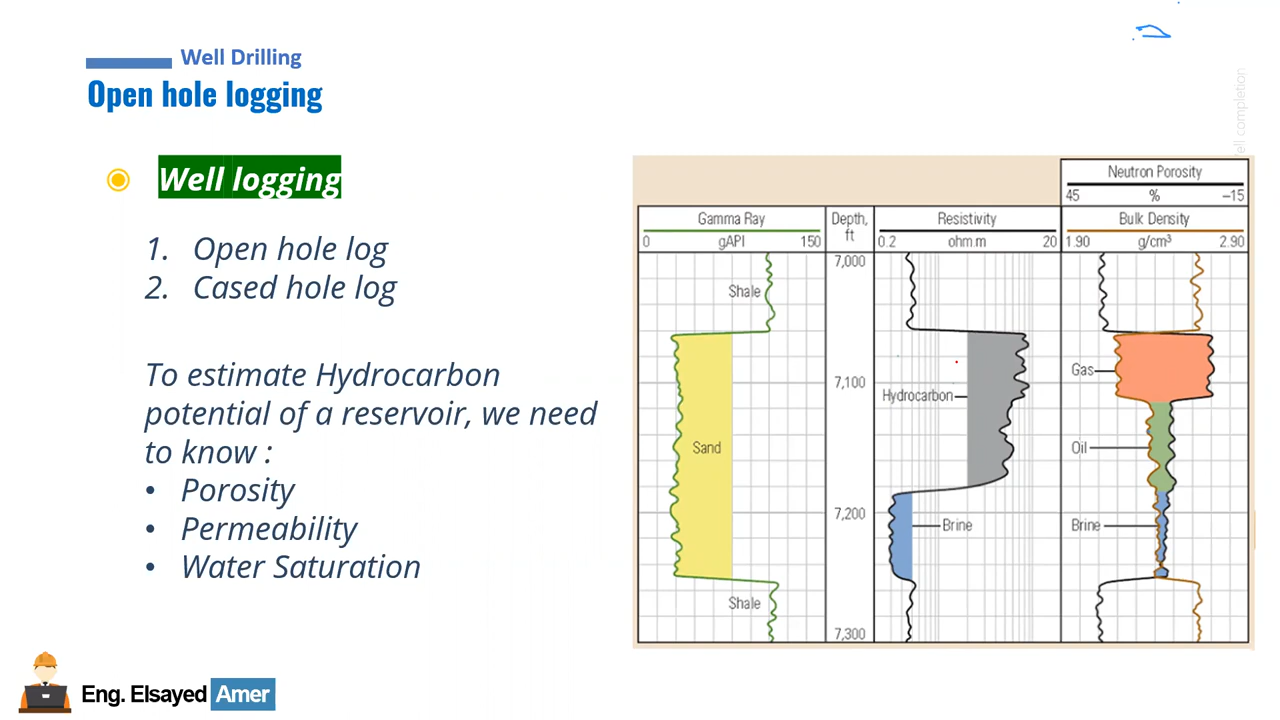 Well Drilling
Open hole logging
Well logging
1. Open hole log
2. Cased hole log
To estimate Hydrocarbon
potential of a reservoir, we need
to know :
• Porosity
• Permeability
• Water Saturation
Neutron Porosity
45 % –15
Gamma Ray
0 gAPI 150
Depth,
ft
Resistivity
0.2 ohm.m 20
Bulk Density
1.90 g/cm³ 2.90
7,000
7,100
7,200
7,300
Shale
Sand
Shale
Hydrocarbon
Brine
Gas
Oil
Brine
completion
Eng. Elsayed Amer